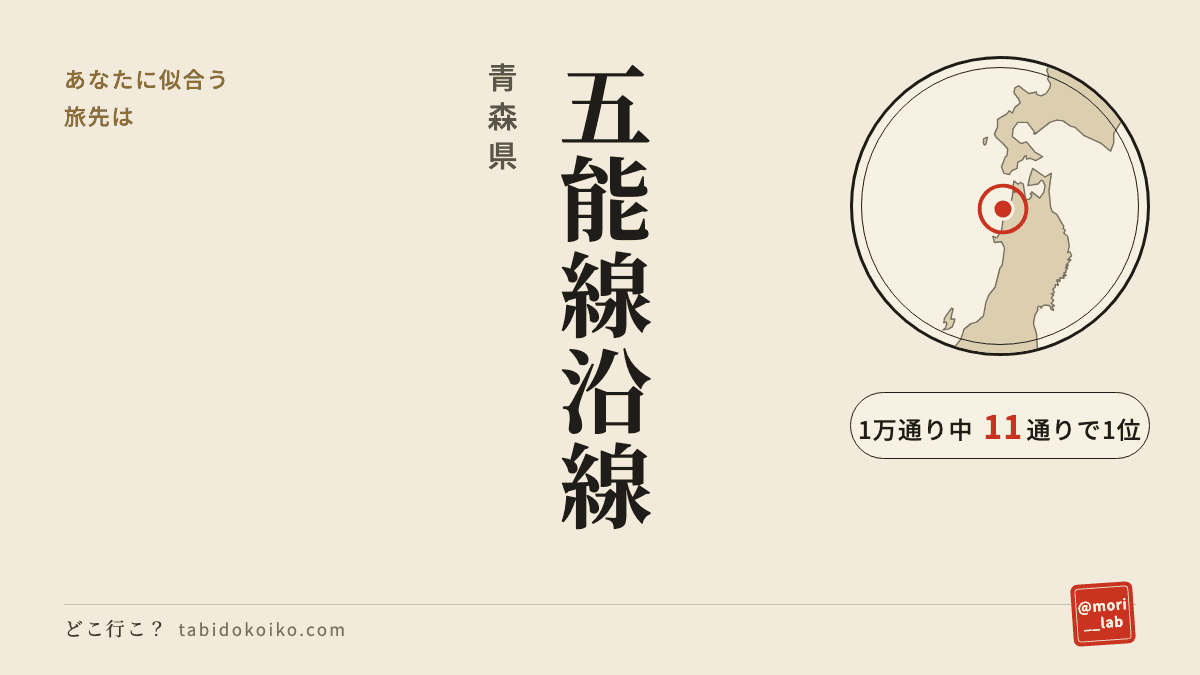 あなたに似合う
旅先は
五能線沿線
青森県
1万通り中 11通りで1位
どこ行こ？ tabidokoiko.com
@mori
__lab